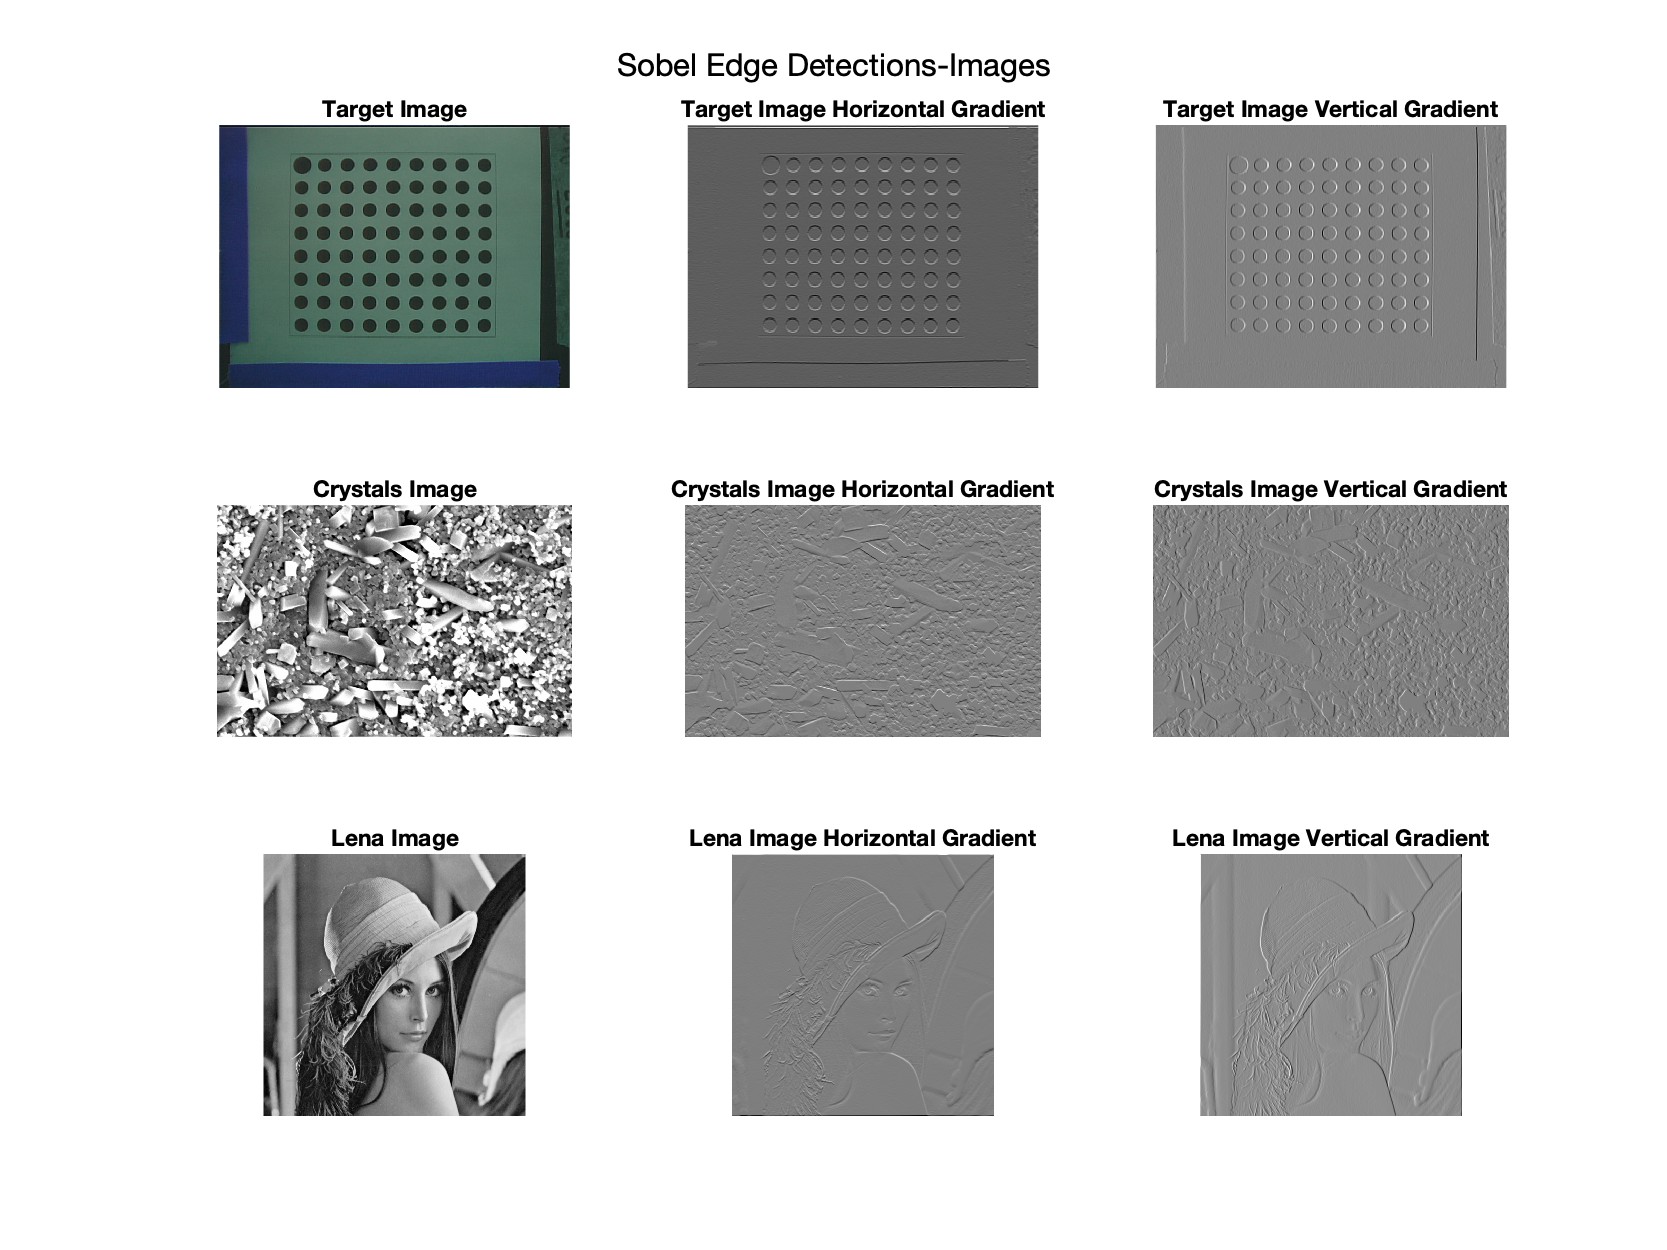 Sobel Edge Detections-Images
Target Image
Target Image Horizontal Gradient
Target Image Vertical Gradient
Crystals Image
Crystals Image Horizontal Gradient
Crystals Image Vertical Gradient
Lena Image
Lena Image Horizontal Gradient
Lena Image Vertical Gradient